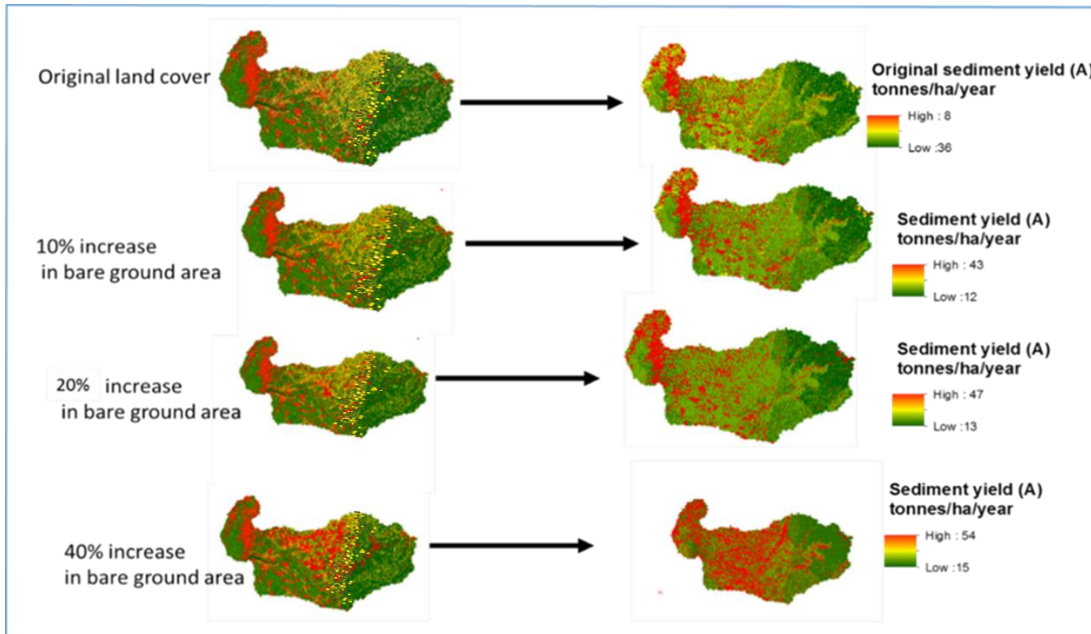 Original land cover
Original sediment yield (A)
tonnes/ha/year
High : 8
Low :36
10% increase
in bare ground area
Sediment yield (A)
tonnes/ha/year
High : 43
Low :12
20% increase
in bare ground area
Sediment yield (A)
tonnes/ha/year
High : 47
Low :13
40% increase
in bare ground area
Sediment yield (A)
tonnes/ha/year
High : 54
Low :15